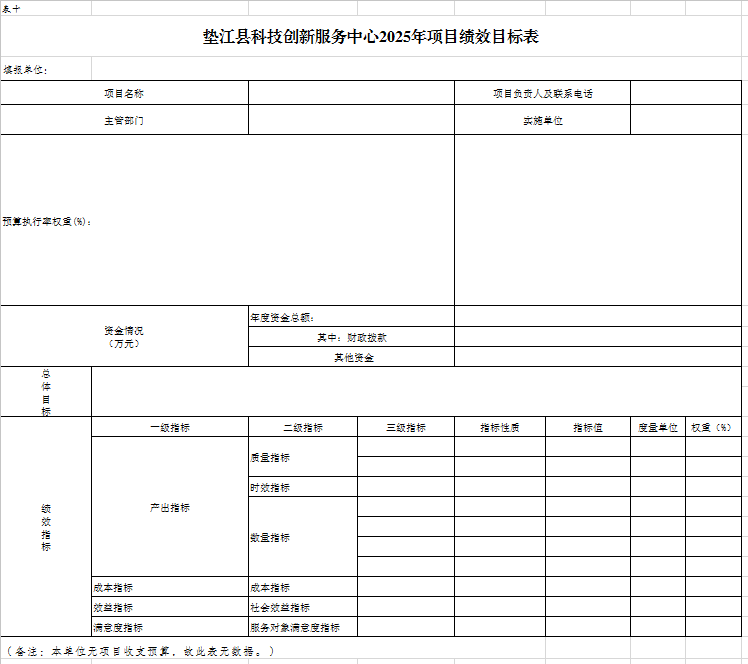 表十
垫江县科技创新服务中心2025年项目绩效目标表
填报单位：
项目名称 项目负责人及联系电话
主管部门 实施单位
预算执行率权重(%)：
资金情况
（万元）
年度资金总额：
其中：财政拨款
其他资金
总
体
目
标
绩
效
指
标
一级指标 二级指标 三级指标 指标性质 指标值 度量单位 权重（%）
产出指标
质量指标
时效指标
数量指标
成本指标 成本指标
效益指标 社会效益指标
满意度指标 服务对象满意度指标
（备注：本单位无项目收支预算，故此表无数据。）